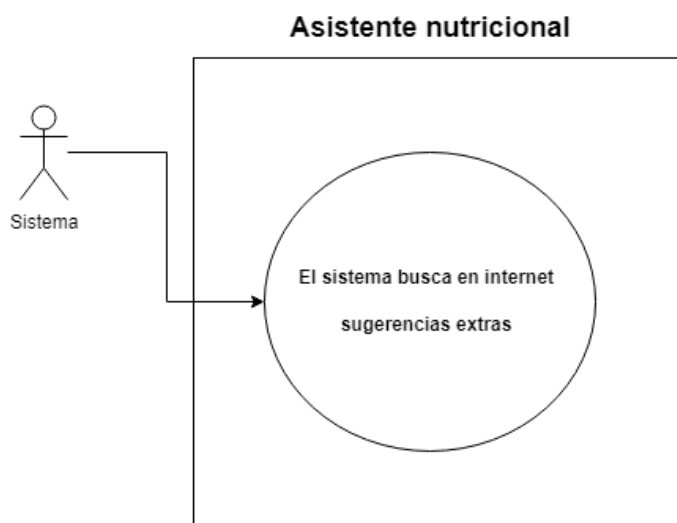 Asistente nutricional
Sistema
El sistema busca en internet
sugerencias extras